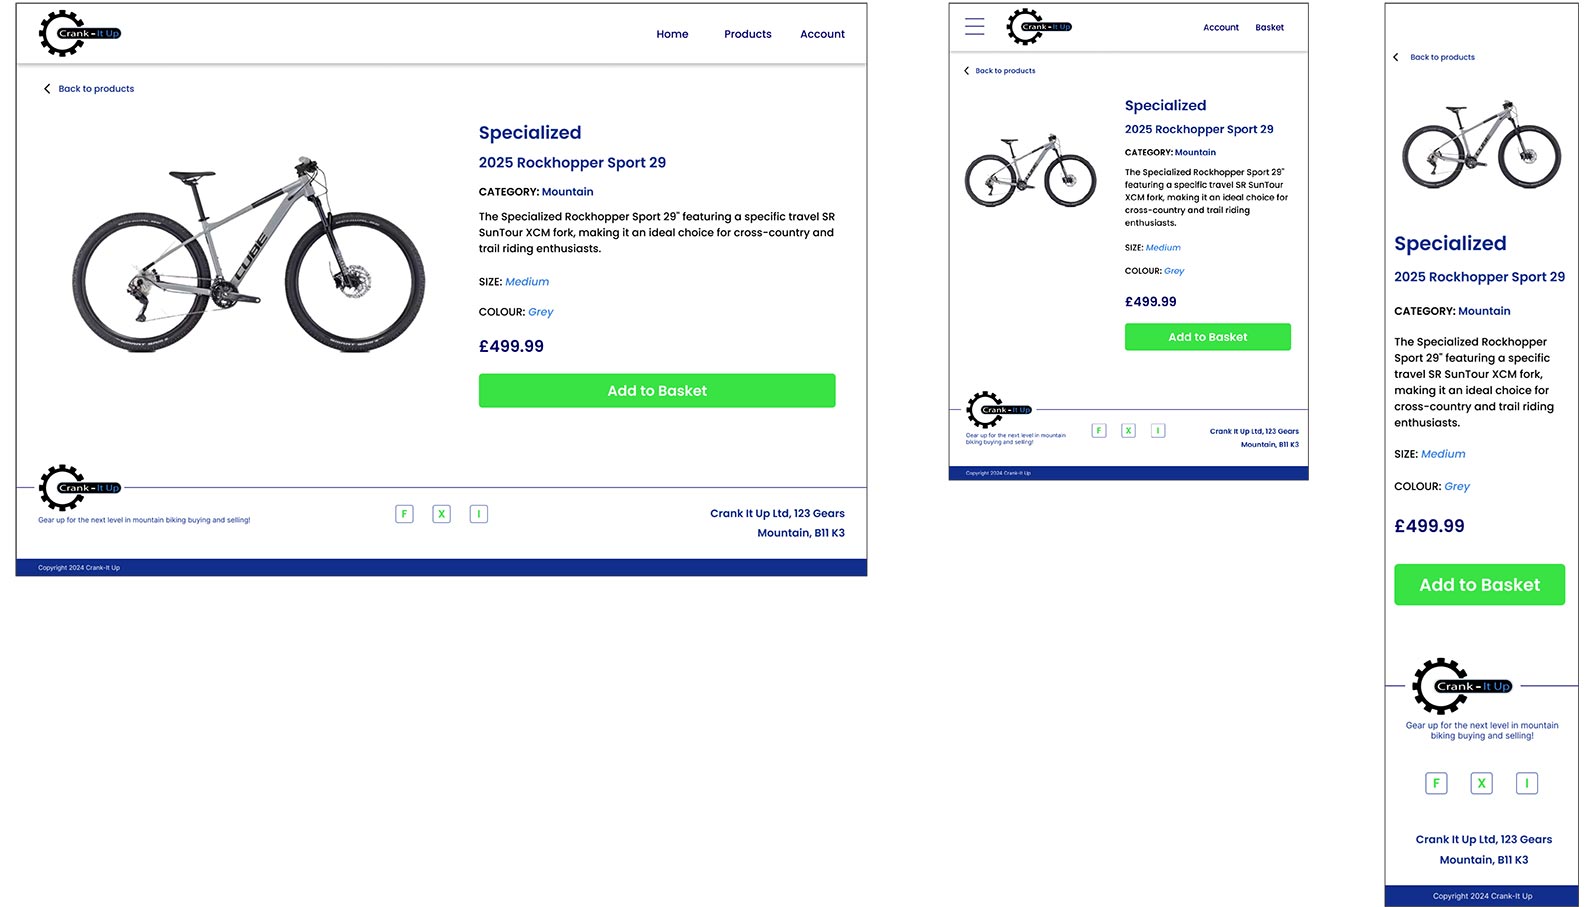 Crank-It Up
Home Products Account
Back to products
Specialized
2025 Rockhopper Sport 29
CATEGORY: Mountain
The Specialized Rockhopper Sport 29" featuring a specific travel SR
SunTour XCM fork, making it an ideal choice for cross-country and
trail riding enthusiasts.
SIZE: Medium
COLOUR: Grey
£499.99
Add to Basket
CUBE
Crank-It Up
Gear up for the next level in mountain biking buying and selling!
F X I
Crank It Up Ltd, 123 Gears
Mountain, B11 K3
Copyright 2024 Crank-It Up
Crank-It Up
Account Basket
Back to products
Specialized
2025 Rockhopper Sport 29
CATEGORY: Mountain
The Specialized Rockhopper Sport 29"
featuring a specific travel SR SunTour
XCM fork, making it an ideal choice for
cross-country and trail riding
enthusiasts.
SIZE: Medium
COLOUR: Grey
£499.99
Add to Basket
CUBE
Crank-It Up
Gear up for the next level in mountain
biking buying and selling!
F X I
Crank It Up Ltd, 123 Gears
Mountain, B11 K3
Copyright 2024 Crank-It Up
Back to products
CUBE
Specialized
2025 Rockhopper Sport 29
CATEGORY: Mountain
The Specialized Rockhopper
Sport 29" featuring a specific
travel SR SunTour XCM fork,
making it an ideal choice for
cross-country and trail riding
enthusiasts.
SIZE: Medium
COLOUR: Grey
£499.99
Add to Basket
Crank-It Up
Gear up for the next level in mountain
biking buying and selling!
F X I
Crank It Up Ltd, 123 Gears
Mountain, B11 K3
Copyright 2024 Crank-It Up